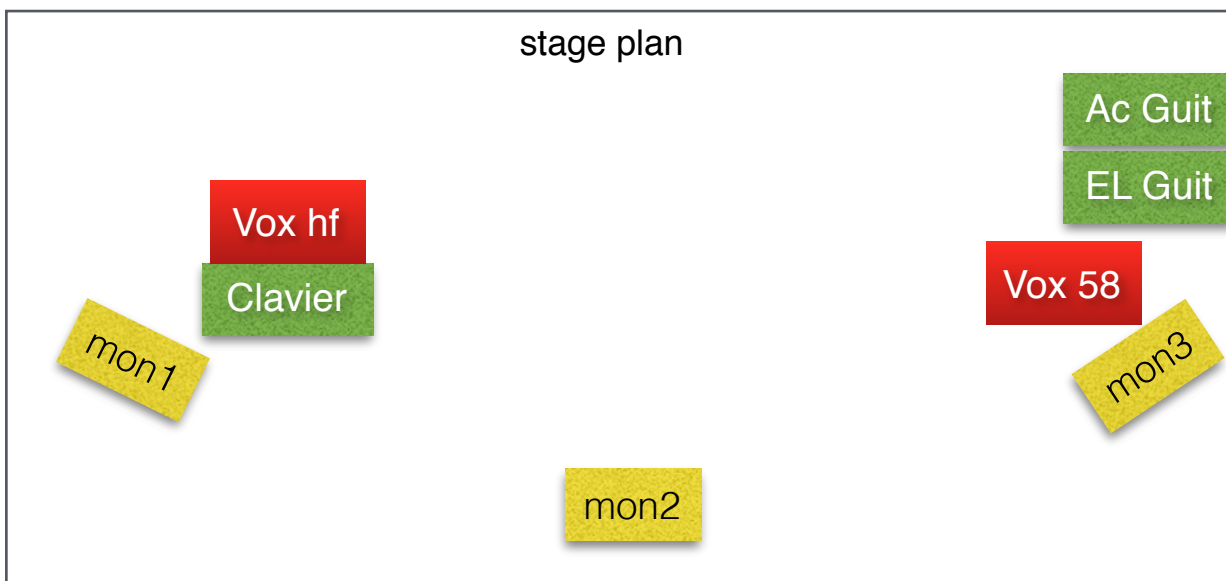 stage plan
Ac Guit
EL Guit
Vox hf
Clavier
Vox 58
mon1
mon3
mon2